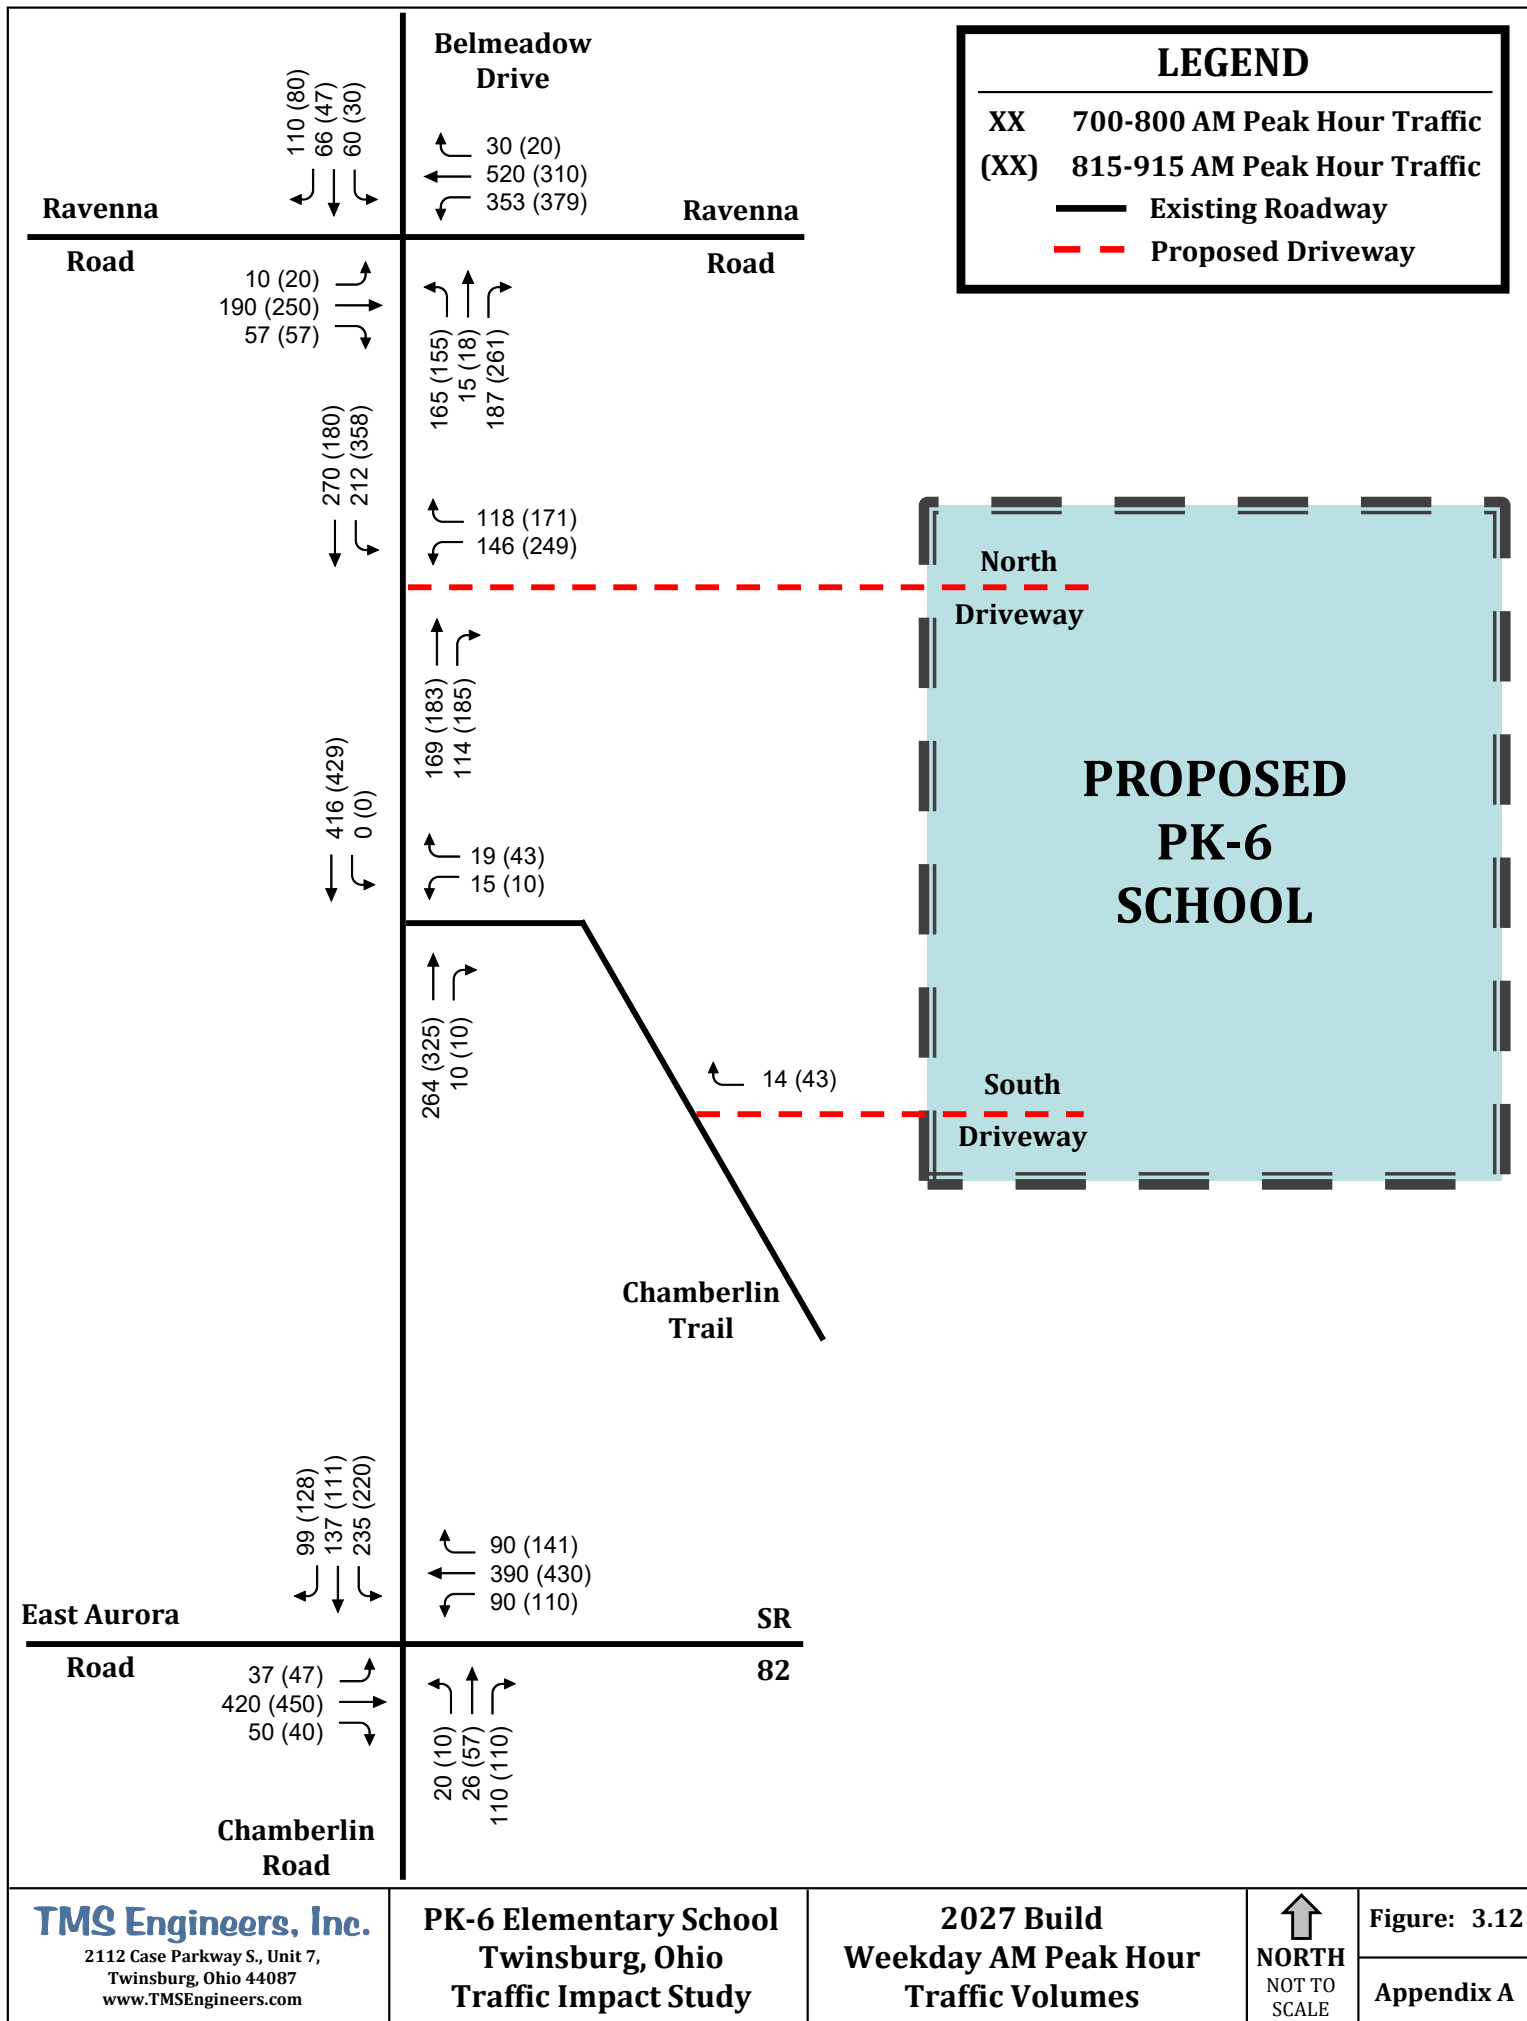 Belmeadow
Drive
LEGEND
XX 700-800 AM Peak Hour Traffic
(XX) 815-915 AM Peak Hour Traffic
Existing Roadway
Proposed Driveway
110 (80)
66 (47)
60 (30)
30 (20)
520 (310)
353 (379)
Ravenna
Road
Ravenna
Road
10 (20)
190 (250)
57 (57)
165 (155)
15 (18)
187 (261)
270 (180)
212 (358)
118 (171)
146 (249)
North
Driveway
169 (183)
114 (185)
PROPOSED
PK-6
SCHOOL
416 (429)
0 (0)
19 (43)
15 (10)
264 (325)
10 (10)
14 (43)
South
Driveway
Chamberlin
Trail
99 (128)
137 (111)
235 (220)
90 (141)
390 (430)
90 (110)
East Aurora
Road
SR
82
37 (47)
420 (450)
50 (40)
20 (10)
26 (57)
110 (110)
Chamberlin
Road
TMS Engineers, Inc.
2112 Case Parkway S., Unit 7,
Twinsburg, Ohio 44087
www.TMSEngineers.com
PK-6 Elementary School
Twinsburg, Ohio
Traffic Impact Study
2027 Build
Weekday AM Peak Hour
Traffic Volumes
NORTH
NOT TO
SCALE
Figure: 3.12
Appendix A